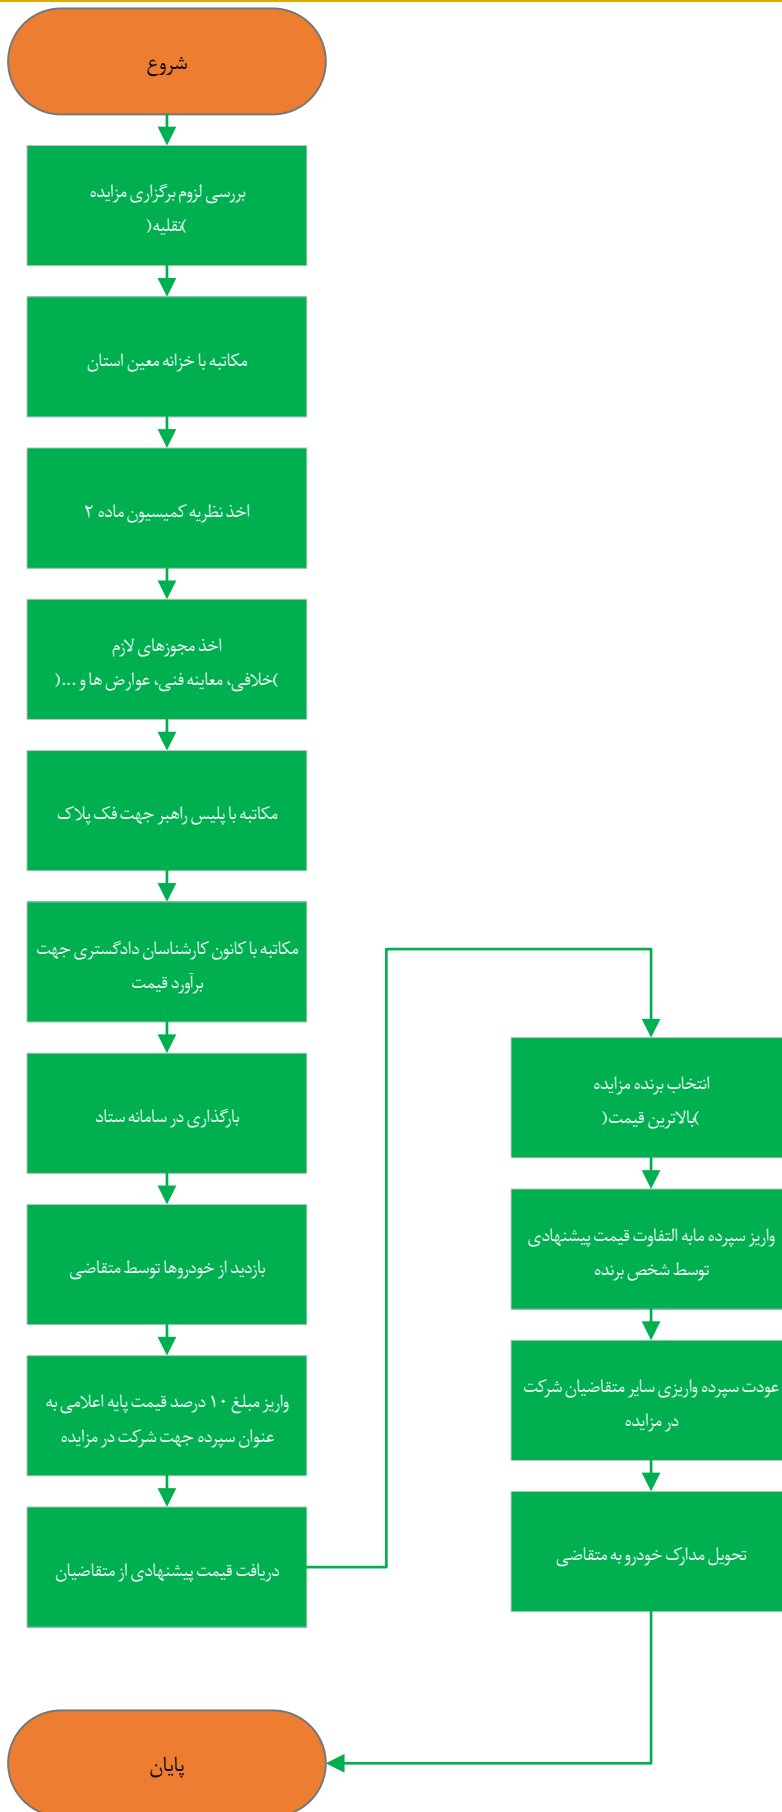 شروع
بررسی لزوم برگزاری مزایده
)نقلیه(
مکاتبه با خزانه معین استان
اخذ نظریه کمیسیون ماده ۲
اخذ مجوزهای لازم
)خلافی، معاینه فنی، عوارض ها و ...(
مکاتبه با پلیس راهبر جهت فک پلاک
مکاتبه با کانون کارشناسان دادگستری جهت
برآورد قیمت
بارگذاری در سامانه ستاد
بازدید از خودروها توسط متقاضی
واریز مبلغ ۱۰ درصد قیمت پایه اعلامی به
عنوان سپرده جهت شرکت در مزایده
دریافت قیمت پیشنهادی از متقاضیان
انتخاب برنده مزایده
)بالاترین قیمت(
واریز سپرده مابه التفاوت قیمت پیشنهادی
توسط شخص برنده
عودت سپرده واریزی سایر متقاضیان شرکت
در مزایده
تحویل مدارک خودرو به متقاضی
پایان